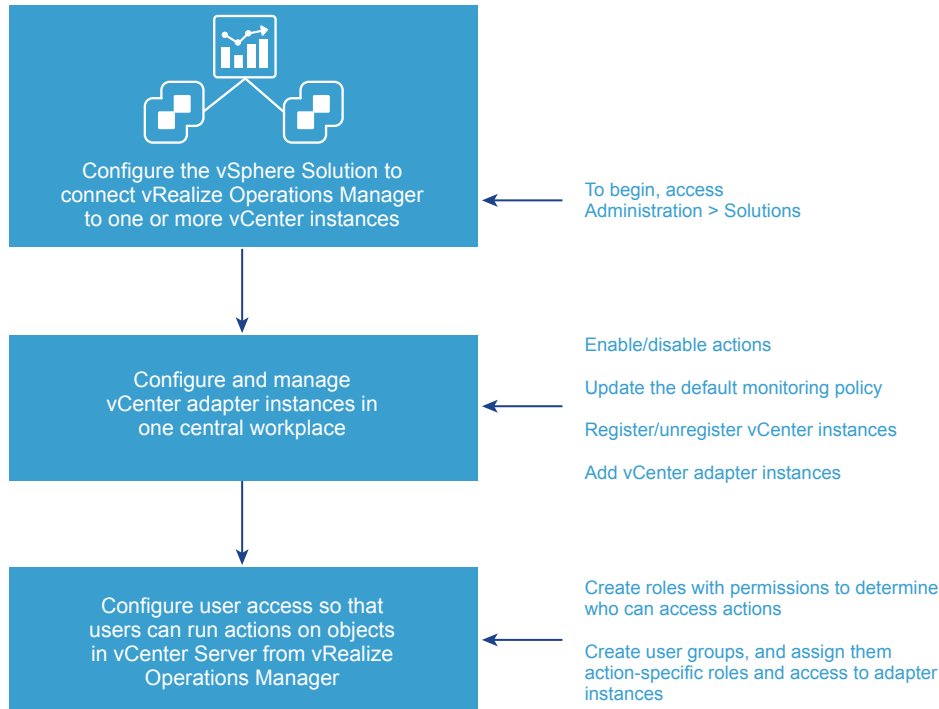 Configure the vSphere Solution to
connect vRealize Operations Manager
to one or more vCenter instances
To begin, access
Administration > Solutions
Configure and manage
vCenter adapter instances in
one central workplace
Enable/disable actions
Update the default monitoring policy
Register/unregister vCenter instances
Add vCenter adapter instances
Configure user access so that
users can run actions on objects
in vCenter Server from vRealize
Operations Manager
Create roles with permissions to determine
who can access actions
Create user groups, and assign them
action-specific roles and access to adapter
instances